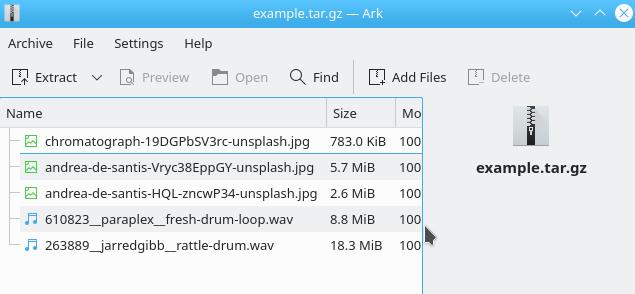 example.tar.gz — Ark
Archive File Settings Help
Extract Preview Open Find Add Files Delete
Name Size Mo
chromatograph-19DGPbSV3rc-unsplash.jpg 783.0 KiB 100
andrea-de-santis-Vryc38EppGY-unsplash.jpg 5.7 MiB 100
andrea-de-santis-HQL-zncwP34-unsplash.jpg 2.6 MiB 100
610823__paraplex__fresh-drum-loop.wav 8.8 MiB 100
263889__jarredgibb__rattle-drum.wav 18.3 MiB 100
example.tar.gz